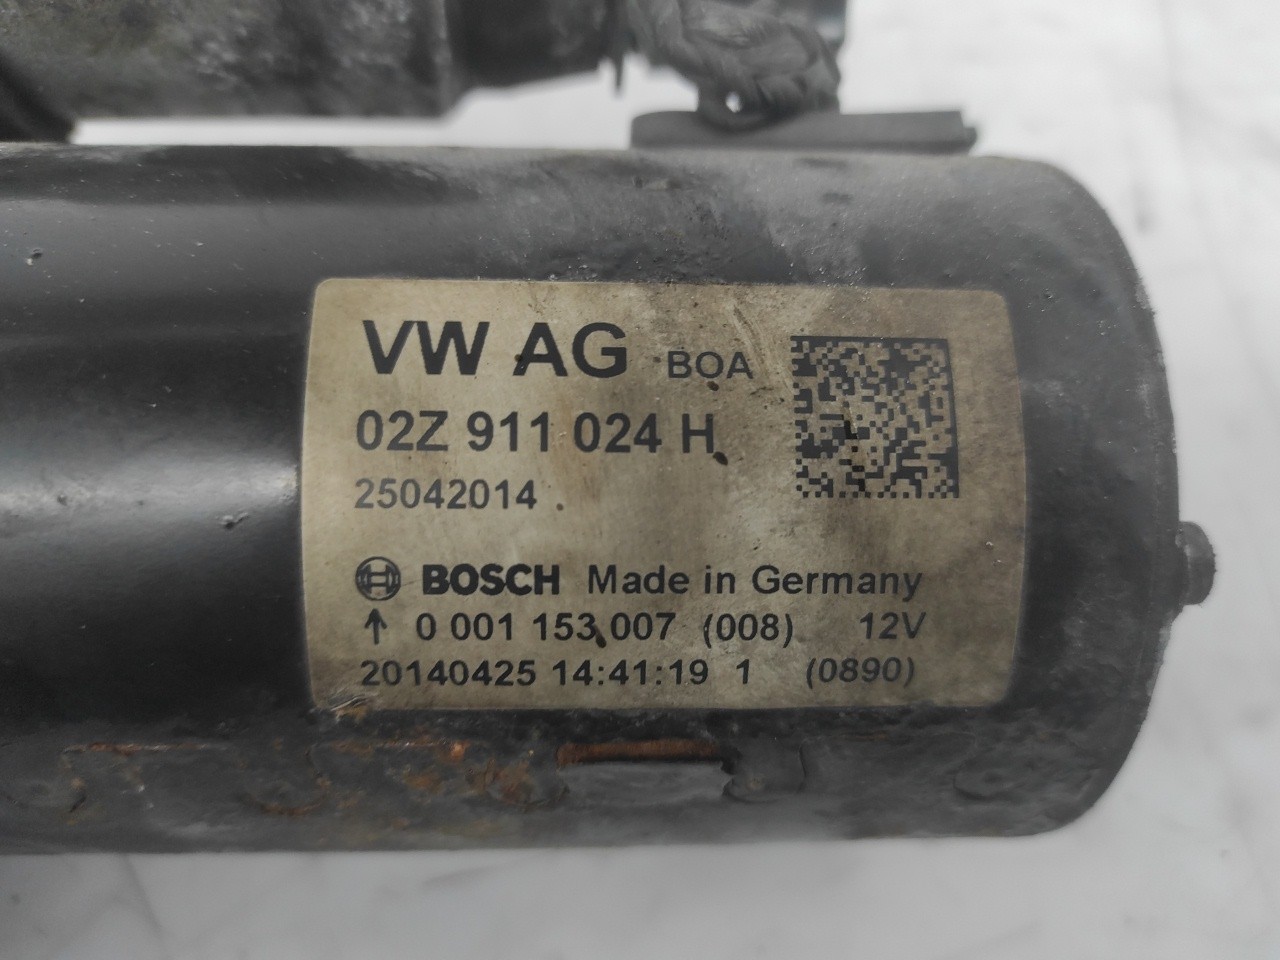 VW AG BOA
02Z 911 024 H
25042014
BOSCH Made in Germany
↑ 0 001 153 007 (008) 12V
20140425 14:41:19 1 (0890)